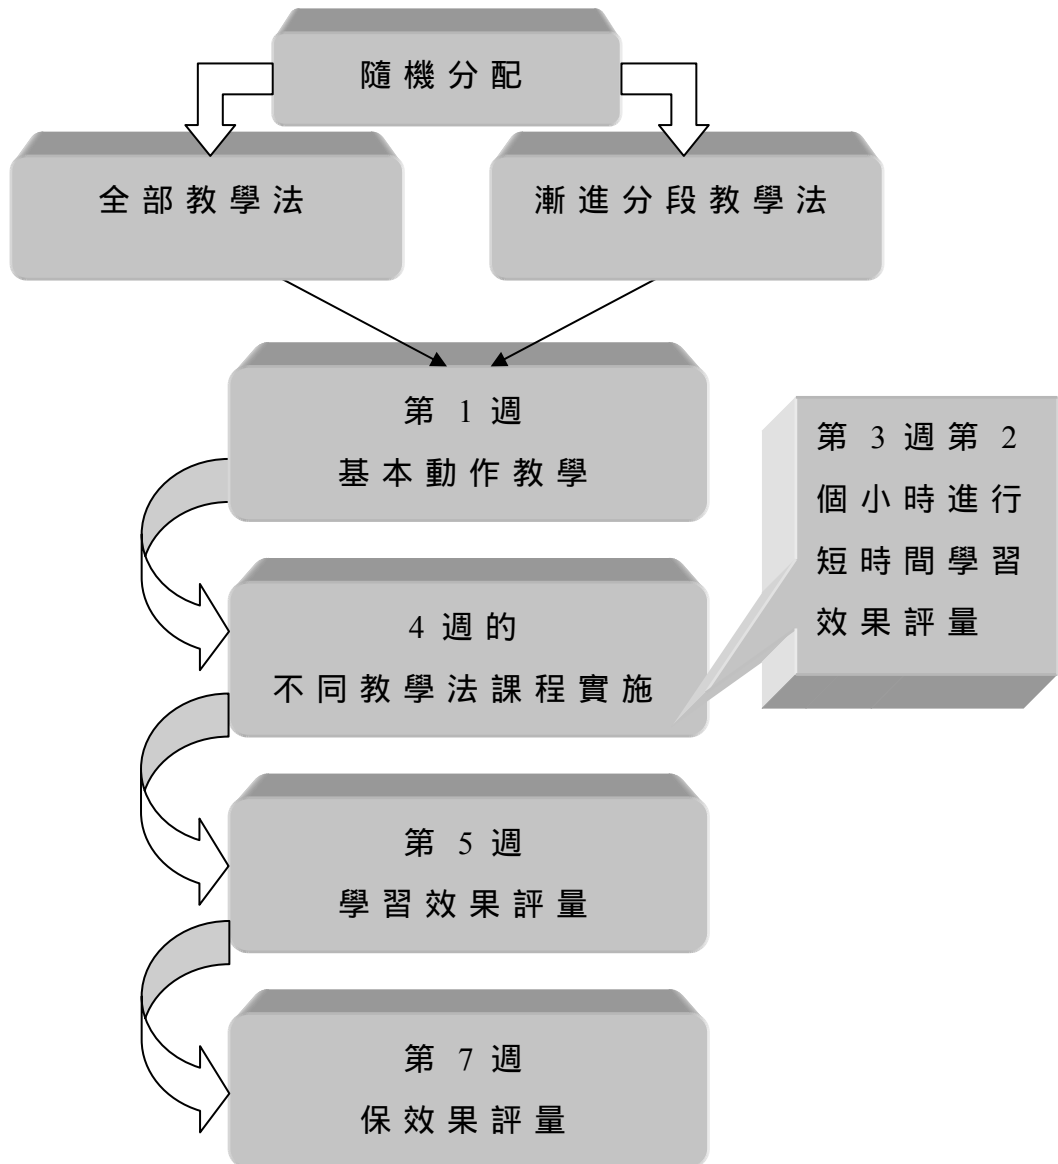 隨機分配
全部教學法
漸進分段教學法
第 1 週
基本動作教學
4 週的
不同教學法課程實施
第 3 週第 2
個小時進行
短時間學習
效果評量
第 5 週
學習效果評量
第 7 週
保效果評量